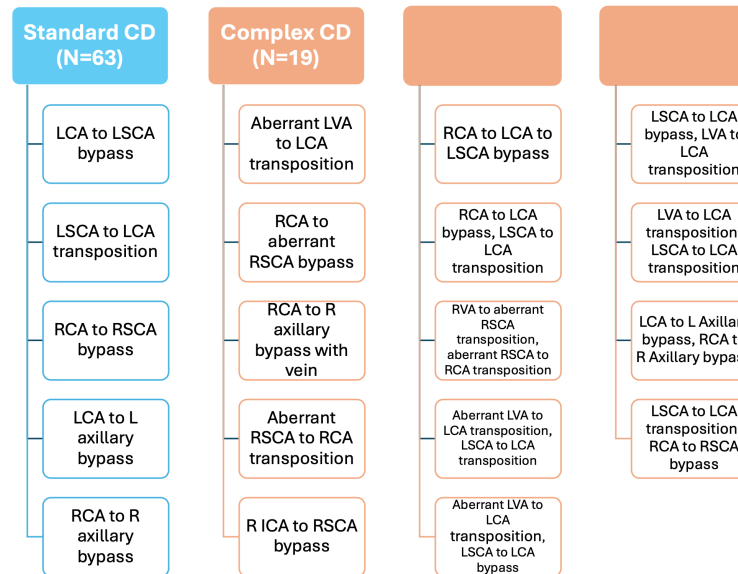 Standard CD
(N=63)
LCA to LSCA
bypass
LSCA to LCA
transposition
RCA to RSCA
bypass
LCA to L
axillary
bypass
RCA to R
axillary
bypass
Complex CD
(N=19)
Aberrant LVA
to LCA
transposition
RCA to
aberrant
RSCA bypass
RCA to R
axillary
bypass with
vein
Aberrant
RSCA to RCA
transposition
R ICA to RSCA
bypass
RCA to LCA to
LSCA bypass
RCA to LCA
bypass, LSCA to
LCA
transposition
RVA to aberrant
RSCA
transposition,
aberrant RSCA to
RCA transposition
Aberrant LVA to
LCA transposition,
LSCA to LCA
transposition
Aberrant LVA to
LCA
transposition,
LSCA to LCA
bypass
LSCA to LCA
bypass, LVA to
LCA
transposition
LVA to LCA
transposition
LSCA to LCA
transposition
LCA to L Axillar
bypass, RCA t
R Axillary bypas
LSCA to LCA
transposition
RCA to RSCA
bypass